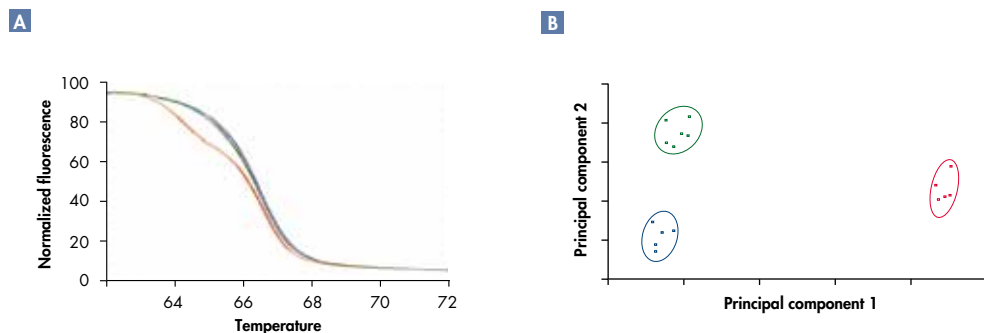 A
B
100
80
60
40
20
0
Normalized fluorescence
64
66
68
70
72
Temperature
Principal component 2
Principal component 1